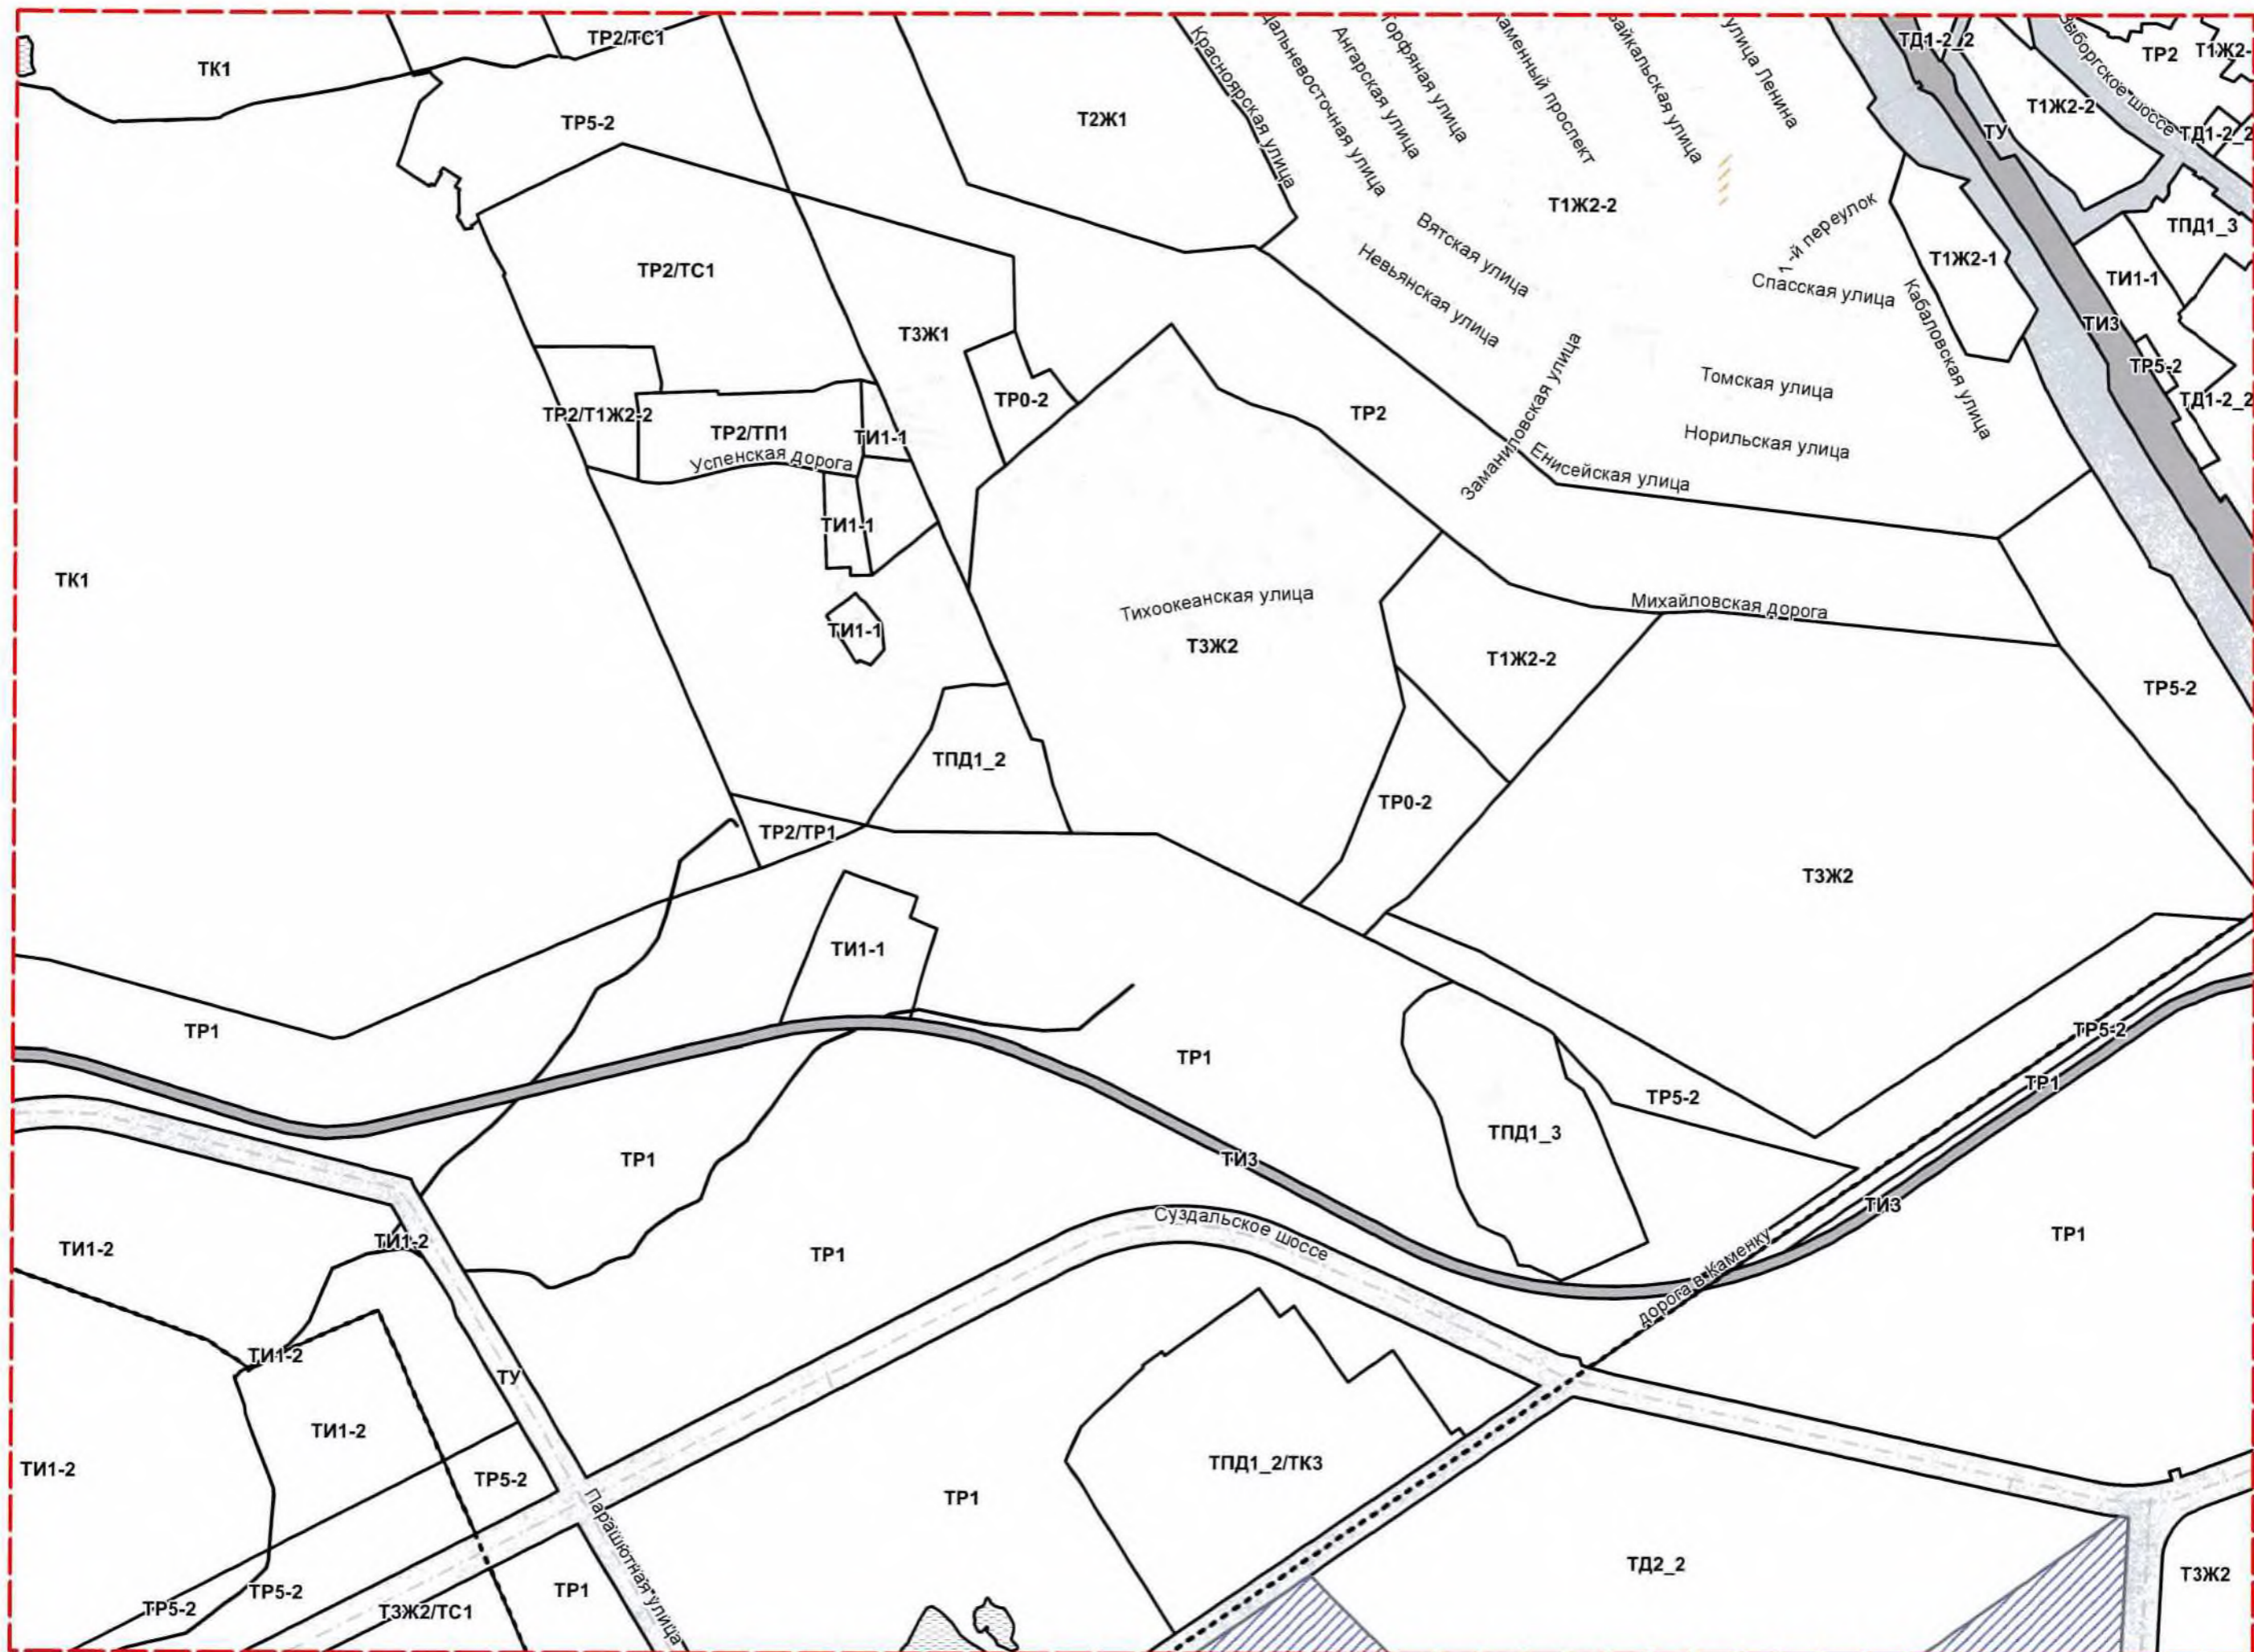 ТР2/ТС1
ТД1-2_2
Выборгское шоссе
ТР2
Т1Ж2-
ТК1
Красноярская улица
Дальневосточная улица
Ангарская улица
Торфяная улица
Каменный проспект
Байкальская улица
улица Ленина
ТР5-2
Т2Ж1
Т1Ж2-2
ТУ
ТД1-2_2
Т1Ж2-2
1-й переулок
ТПД1_3
Вятская улица
Невьянская улица
Спасская улица
Т1Ж2-1
Кабаловская улица
ТИ1-1
ТР2/ТС1
Т3Ж1
ТИ3
ТР5-2
ТД1-2_2
ТР0-2
ТР2
Заманиловская улица
Томская улица
Норильская улица
Енисейская улица
ТР2/Т1Ж2-2
ТР2/ТП1
ТИ1-1
Успенская дорога
ТИ1-1
ТК1
ТИ1-1
Тихоокеанская улица
Т3Ж2
Михайловская дорога
Т1Ж2-2
ТР5-2
ТПД1_2
ТР0-2
ТР2/ТР1
Т3Ж2
ТИ1-1
ТР1
ТР1
ТР5-2
ТР1
ТР5-2
ТПД1_3
ТР1
ТИ3
ТИ3
ТИ1-2
ТИ1-2
ТР1
Суздальское шоссе
дорога в Каменку
ТР1
ТИ1-2
ТУ
ТИ1-2
ТИ1-2
ТР5-2
ТПД1_2/ТК3
ТР1
Парашютная улица
ТД2_2
Т3Ж2
ТР5-2
ТР5-2
Т3Ж2/ТС1
ТР1